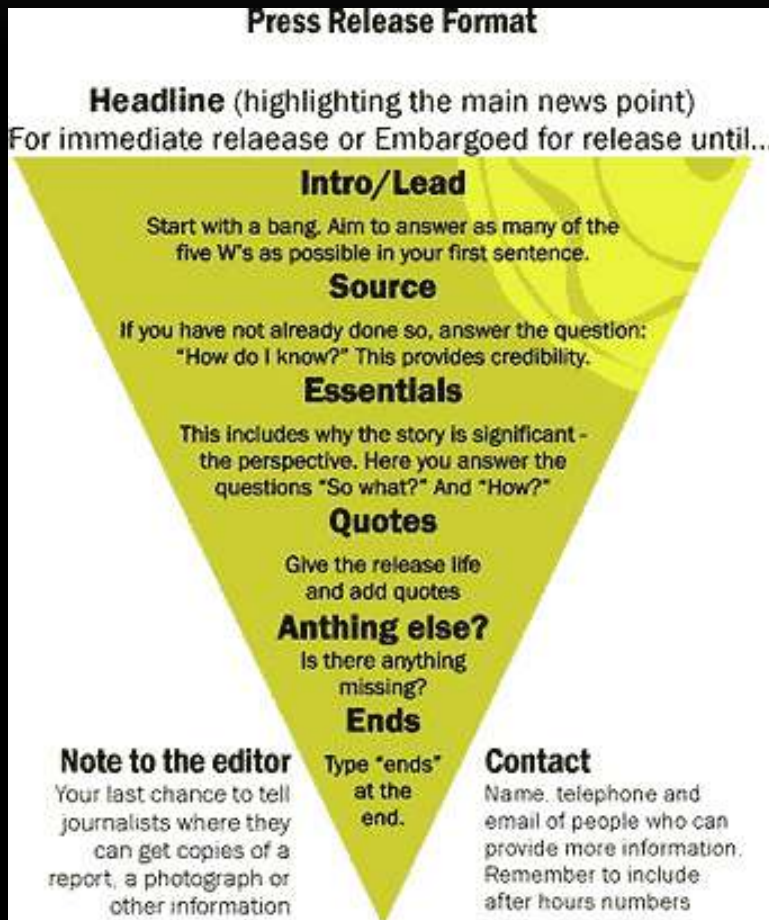 Press Release Format
Headline (highlighting the main news point)
For immediate relaease or Embargoed for release until...
Intro/Lead
Start with a bang. Aim to answer as many of the
five W's as possible in your first sentence.
Source
If you have not already done so, answer the question:
"How do I know?" This provides credibility.
Essentials
This includes why the story is significant -
the perspective. Here you answer the
questions "So what?" And "How?"
Quotes
Give the release life
and add quotes
Anthing else?
Is there anything
missing?
Ends
Type "ends"
at the
end.
Note to the editor
Your last chance to tell
journalists where they
can get copies of a
report, a photograph or
other information
Contact
Name, telephone and
email of people who can
provide more information.
Remember to include
after hours numbers